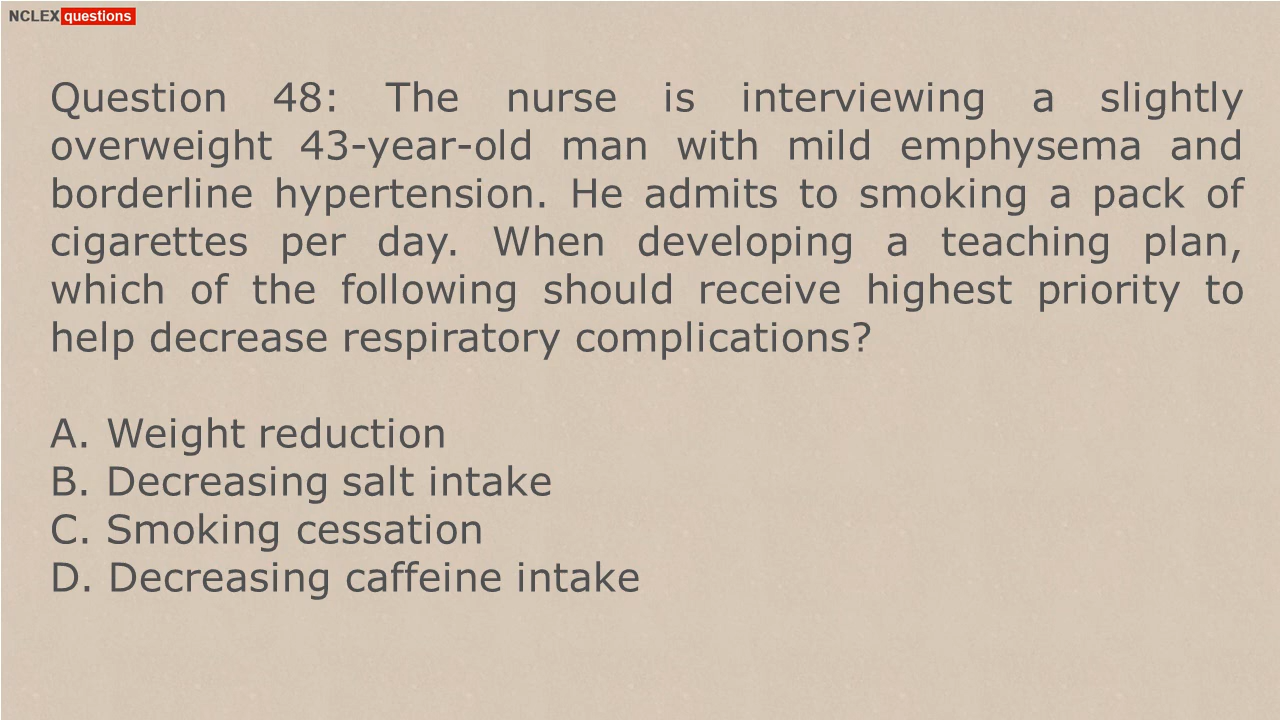 NCLEX questions
Question 48: The nurse is interviewing a slightly
overweight 43-year-old man with mild emphysema and
borderline hypertension. He admits to smoking a pack of
cigarettes per day. When developing a teaching plan,
which of the following should receive highest priority to
help decrease respiratory complications?
A. Weight reduction
B. Decreasing salt intake
C. Smoking cessation
D. Decreasing caffeine intake